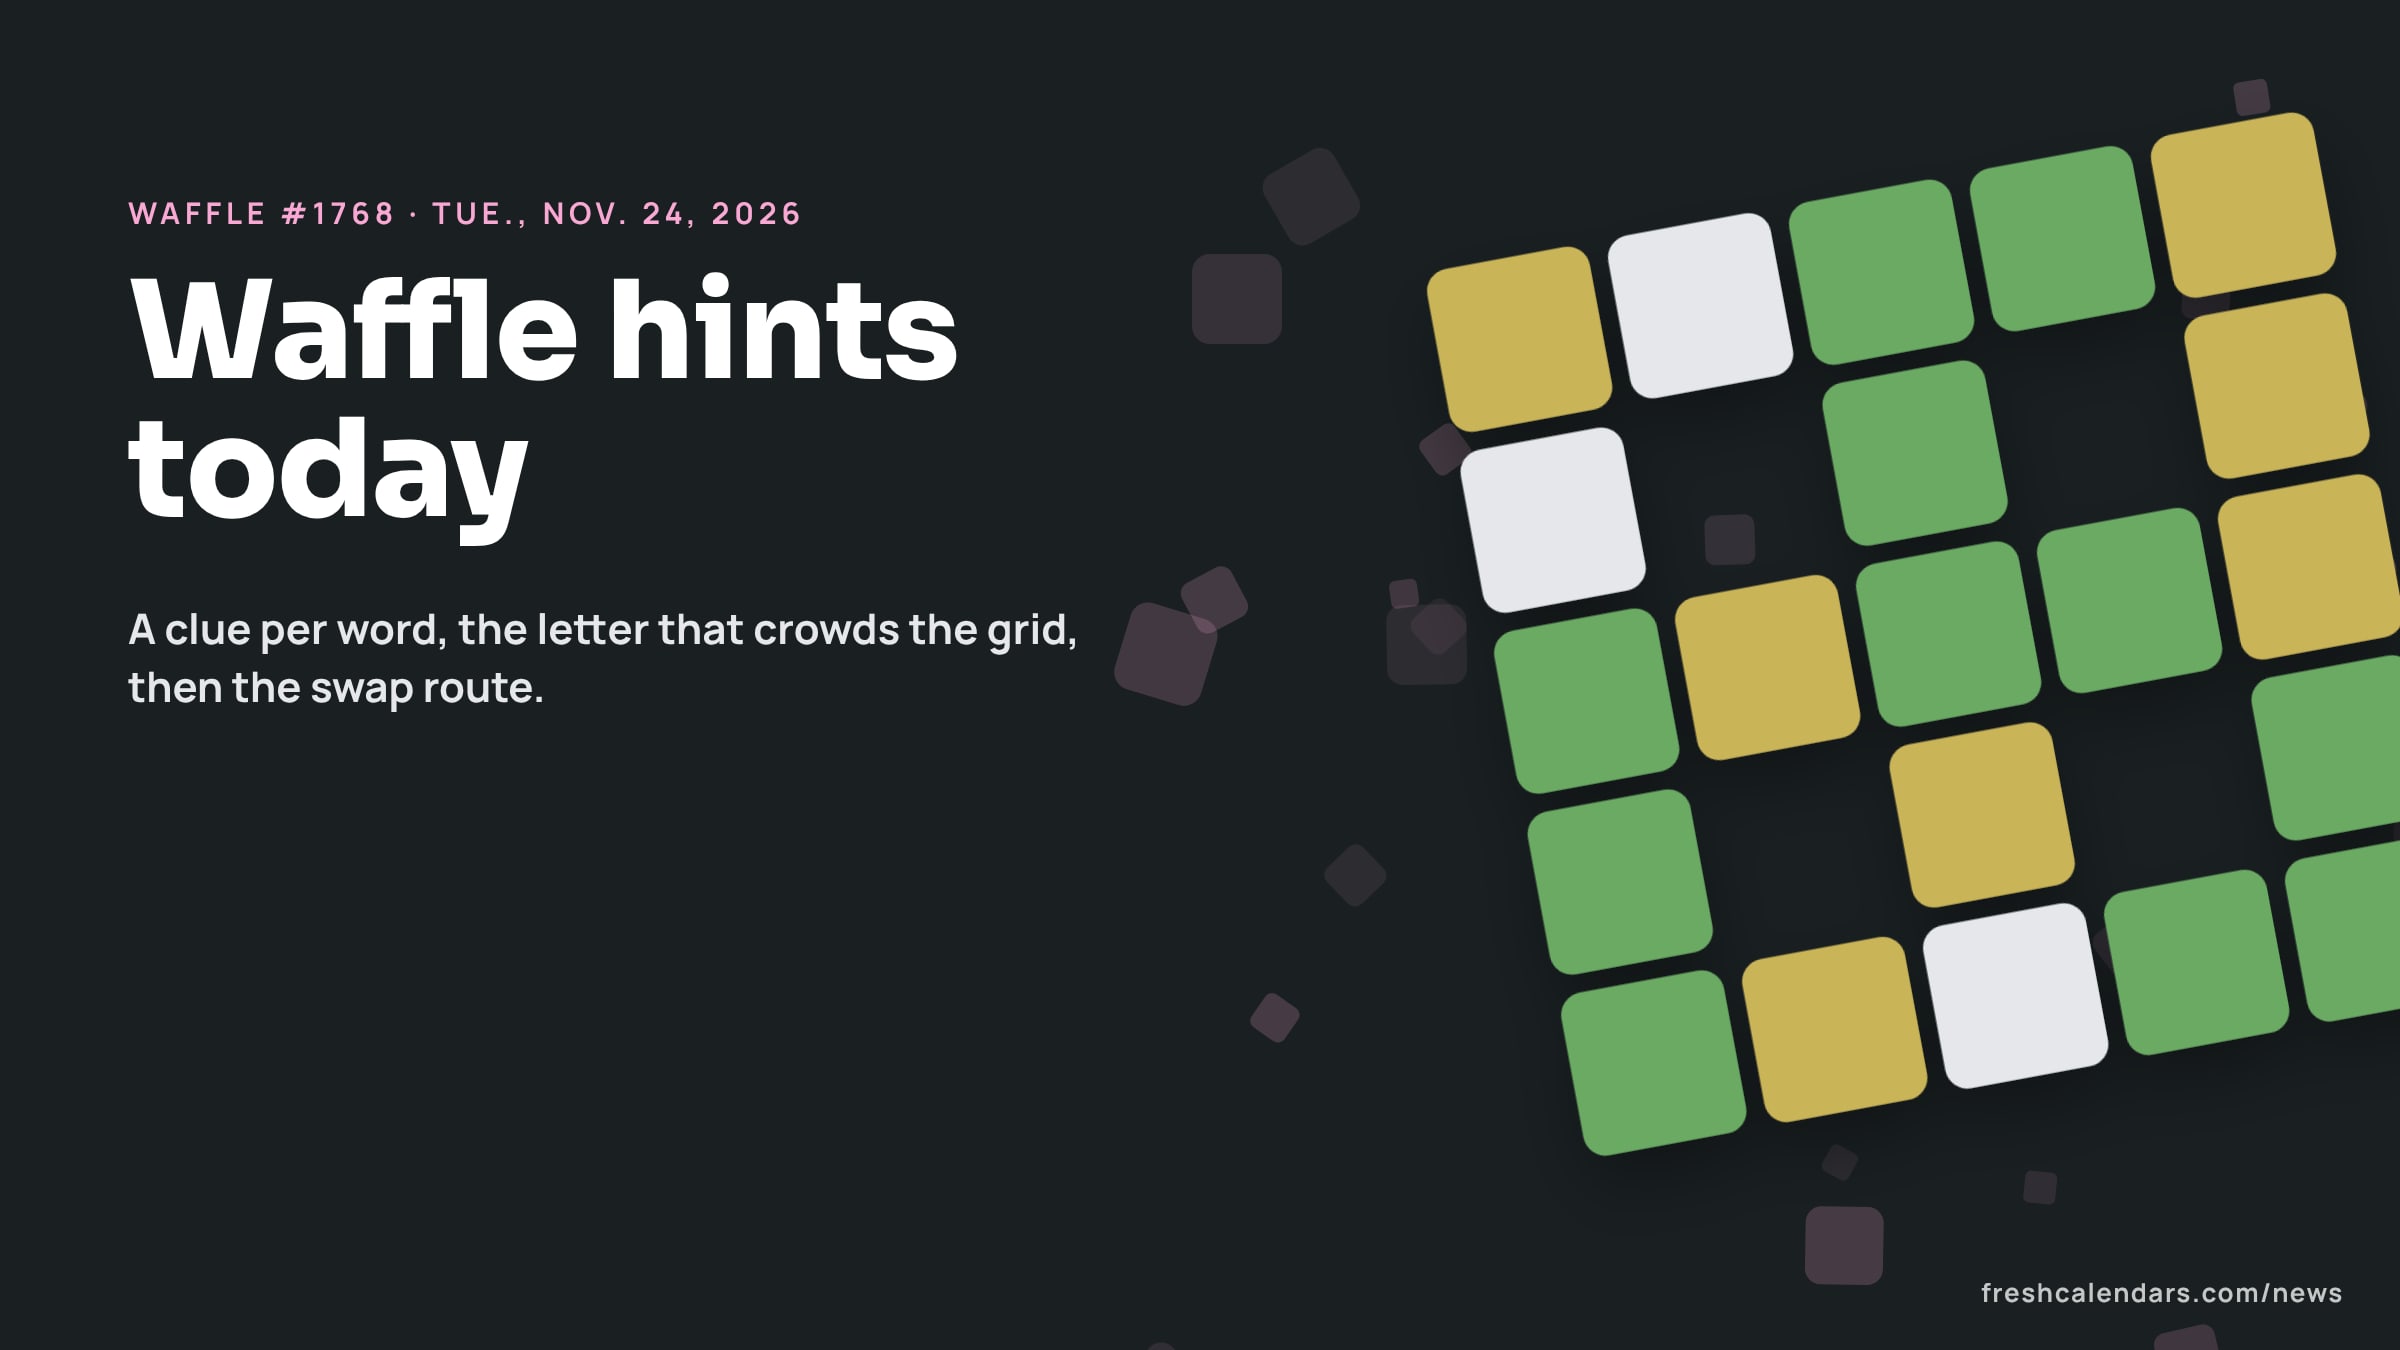 WAFFLE #1768 · TUE., NOV. 24, 2026
Waffle hints
today
A clue per word, the letter that crowds the grid,
then the swap route.
freshcalendars.com/news